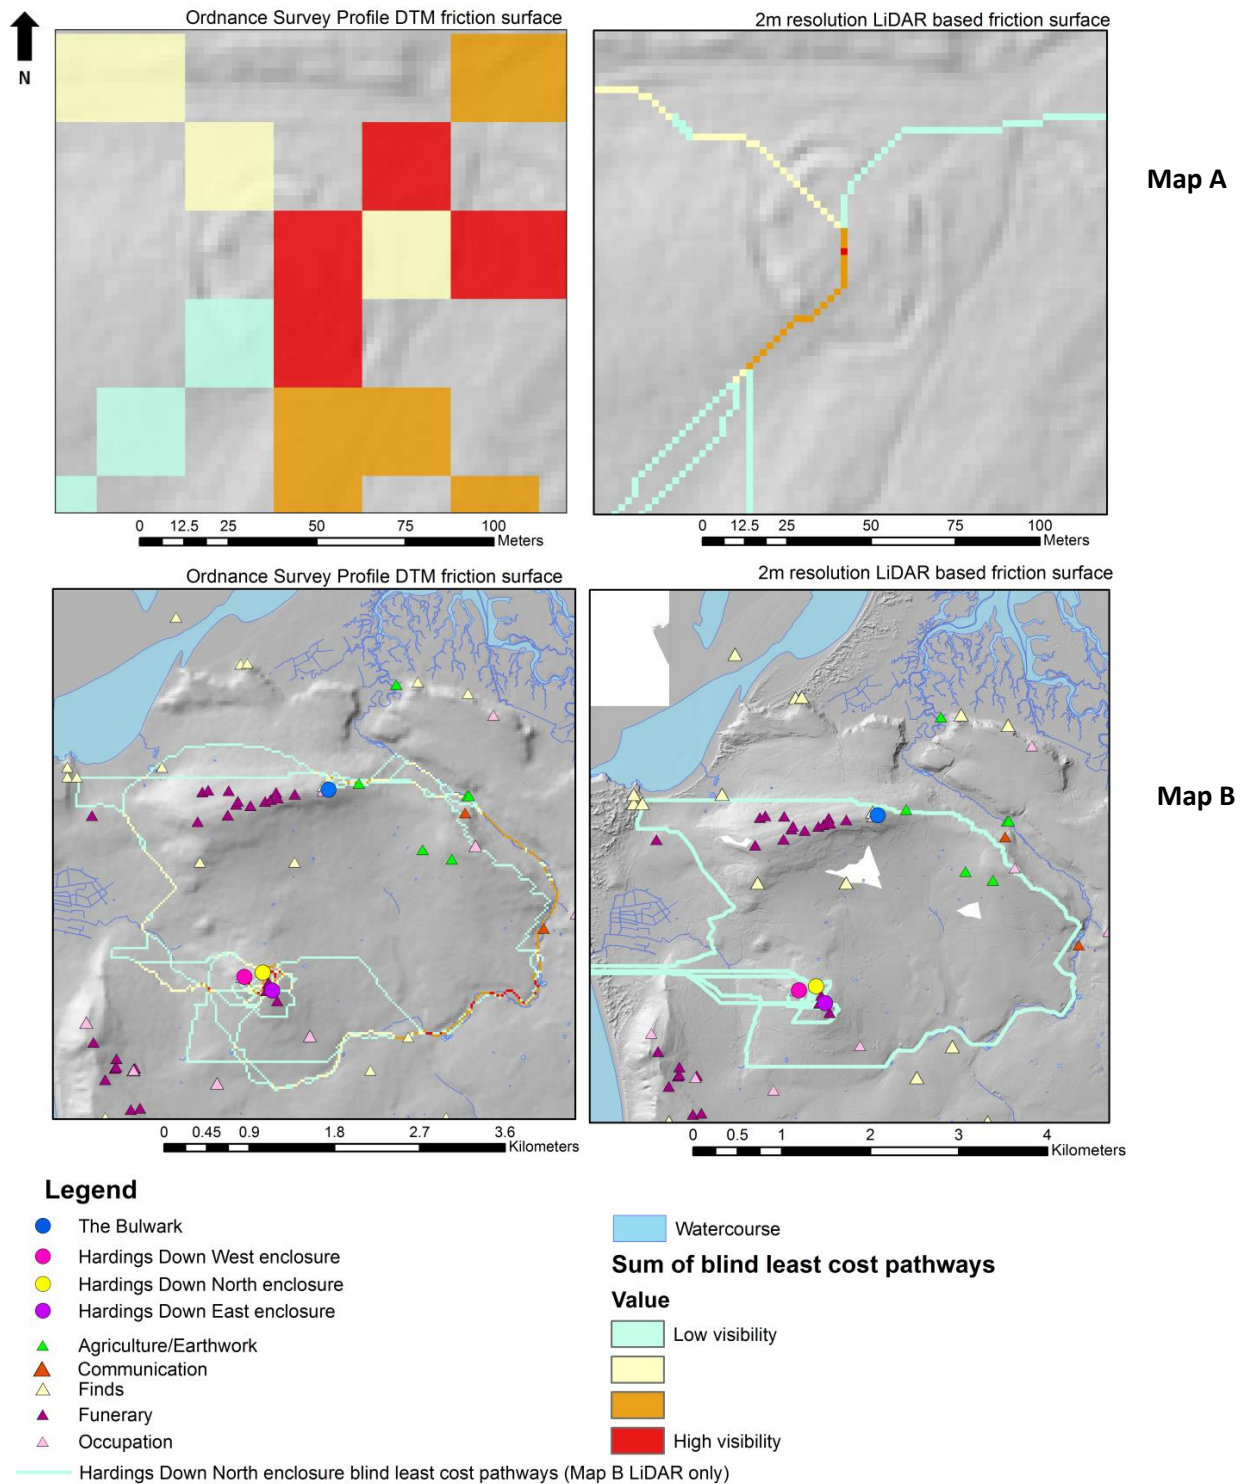 Ordnance Survey Profile DTM friction surface
2m resolution LiDAR based friction surface
N
Map A
0 12.5 25 50 75 100
Meters
0 12.5 25 50 75 100
Meters
Ordnance Survey Profile DTM friction surface
2m resolution LiDAR based friction surface
Map B
0 0.45 0.9 1.8 2.7 3.6
Kilometers
0 0.5 1 2 3 4
Kilometers
Legend
The Bulwark
Hardings Down West enclosure
Hardings Down North enclosure
Hardings Down East enclosure
Agriculture/Earthwork
Communication
Finds
Funerary
Occupation
Hardings Down North enclosure blind least cost pathways (Map B LiDAR only)
Watercourse
Sum of blind least cost pathways
Value
Low visibility
High visibility